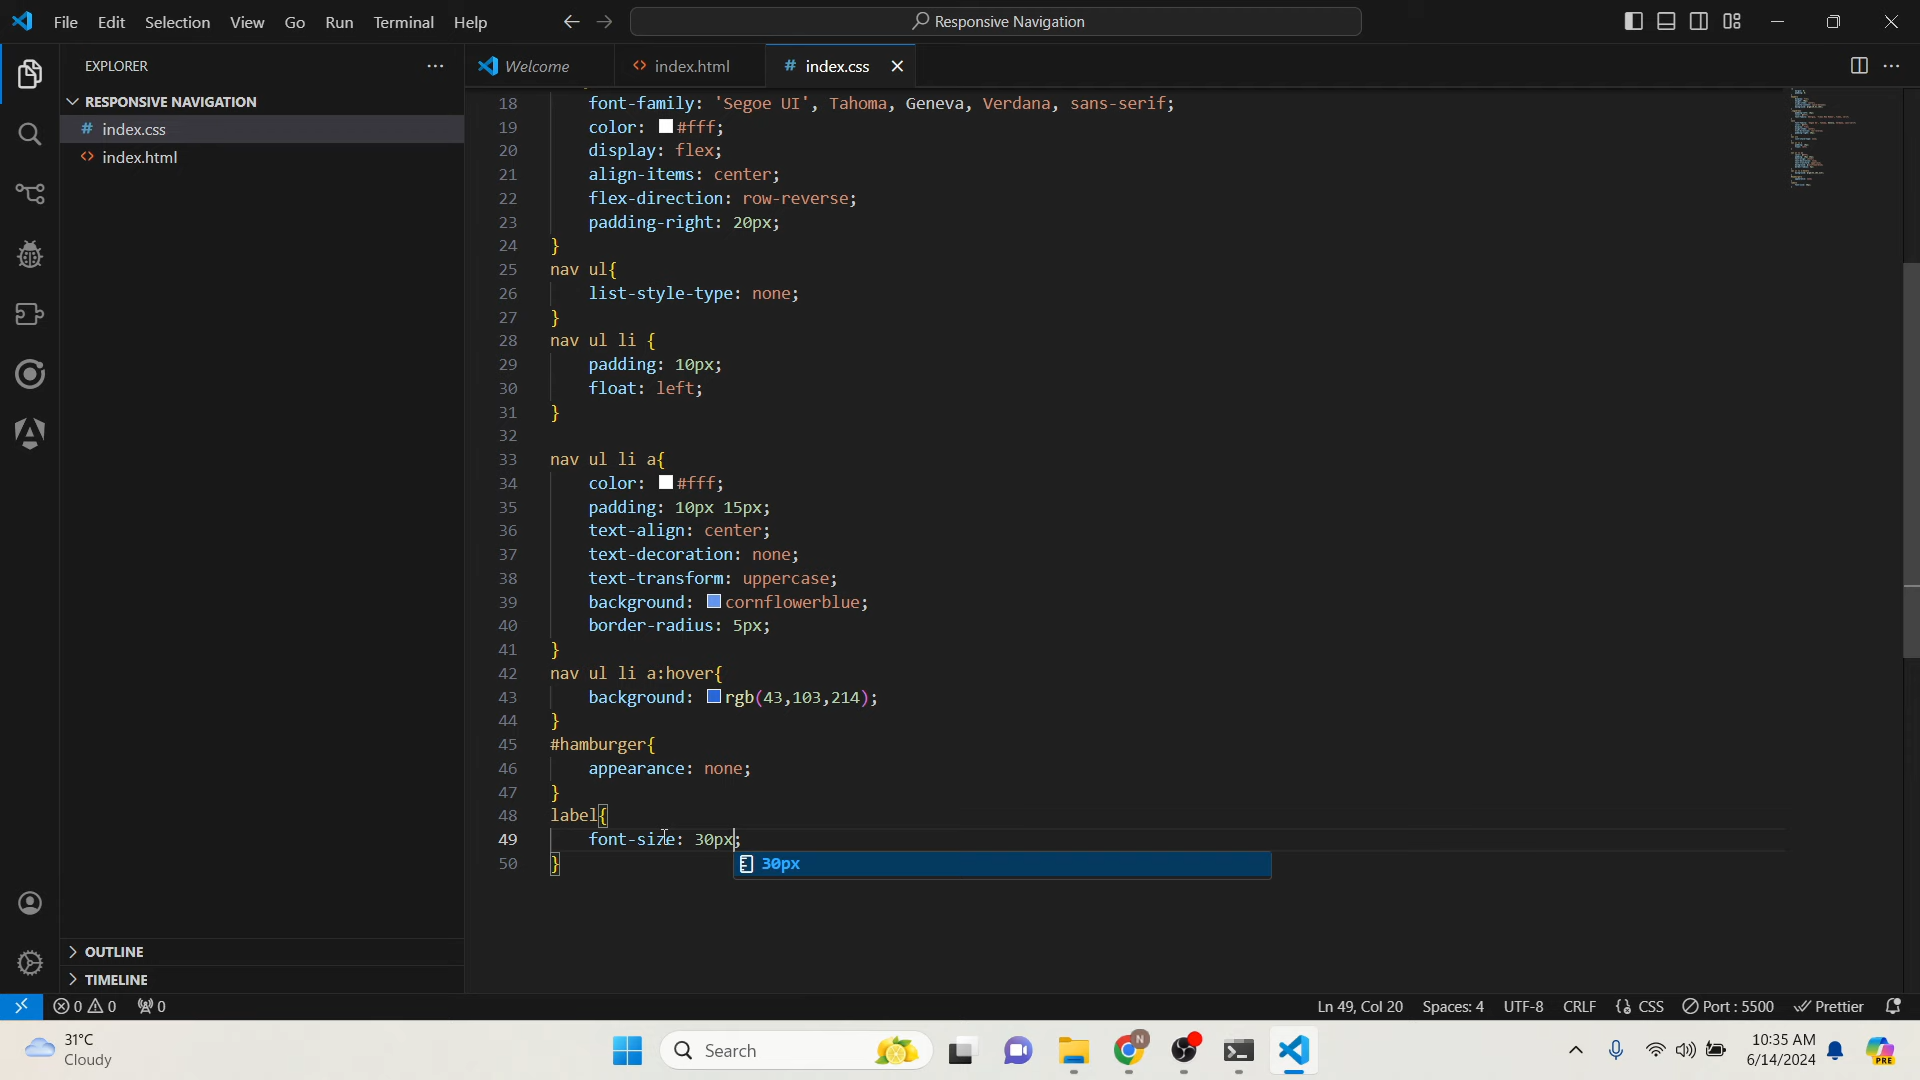 File Edit Selection View Go Run Terminal Help
Responsive Navigation
EXPLORER
Welcome
index.html
# index.css
RESPONSIVE NAVIGATION
# index.css
index.html
OUTLINE
TIMELINE
18 font-family: 'Segoe UI', Tahoma, Geneva, Verdana, sans-serif;
19 color: #fff;
20 display: flex;
21 align-items: center;
22 flex-direction: row-reverse;
23 padding-right: 20px;
24 }
25 nav ul{
26 list-style-type: none;
27 }
28 nav ul li {
29 padding: 10px;
30 float: left;
31 }
32
33 nav ul li a{
34 color: #fff;
35 padding: 10px 15px;
36 text-align: center;
37 text-decoration: none;
38 text-transform: uppercase;
39 background: cornflowerblue;
40 border-radius: 5px;
41 }
42 nav ul li a:hover{
43 background: rgb(43,103,214);
44 }
45 #hamburger{
46 appearance: none;
47 }
48 label{
49 font-size: 30px;
50 }
30px
0 0 0
Ln 49, Col 20 Spaces: 4 UTF-8 CRLF {} CSS Port : 5500 Prettier
31°C
Cloudy
Search
N
10:35 AM
6/14/2024
PRE